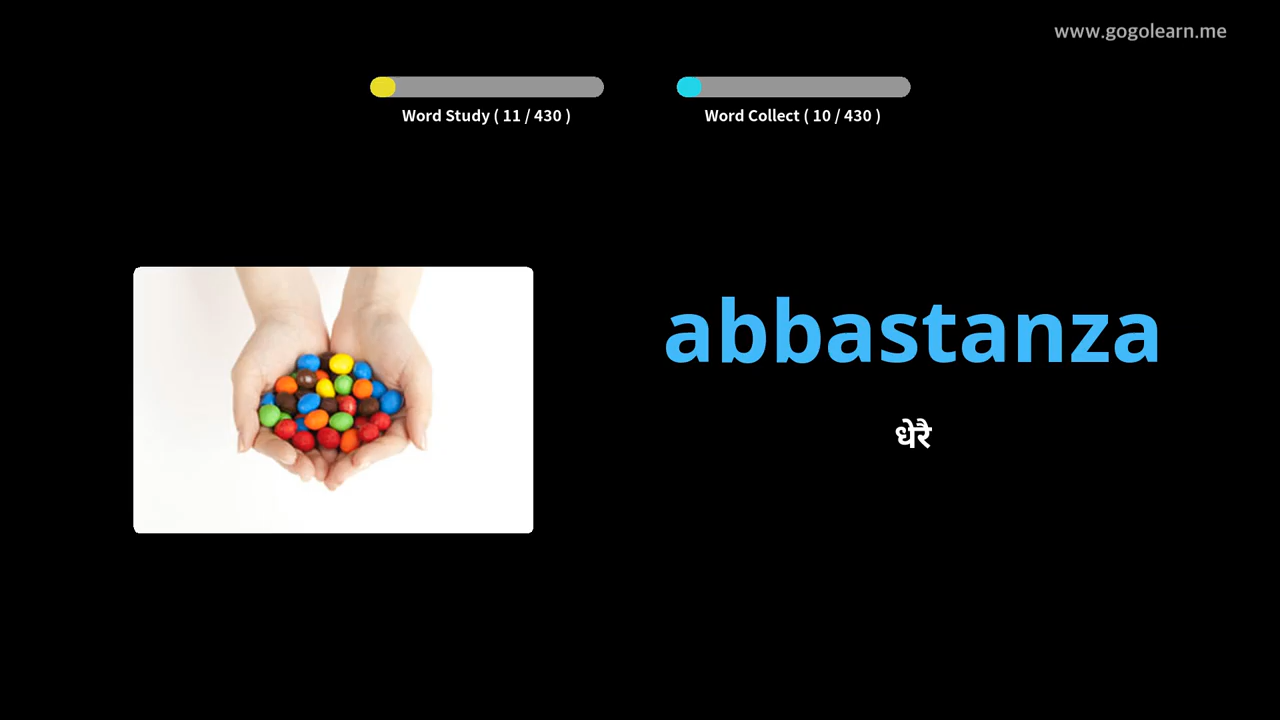 www.gogolearn.me
Word Study ( 11 / 430 )
Word Collect ( 10 / 430 )
abbastanza
धेरै